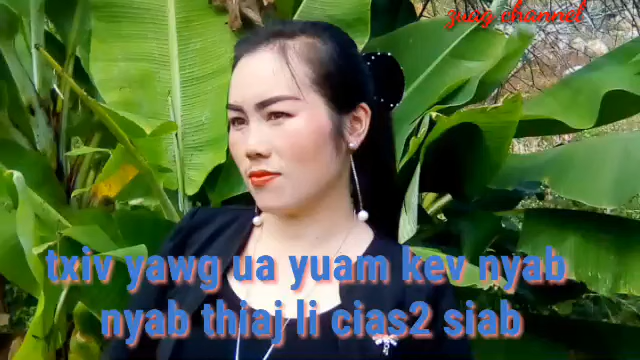 zuag channel
txiv yawg ua yuam kev nyab
nyab thiaj li cias2 siab